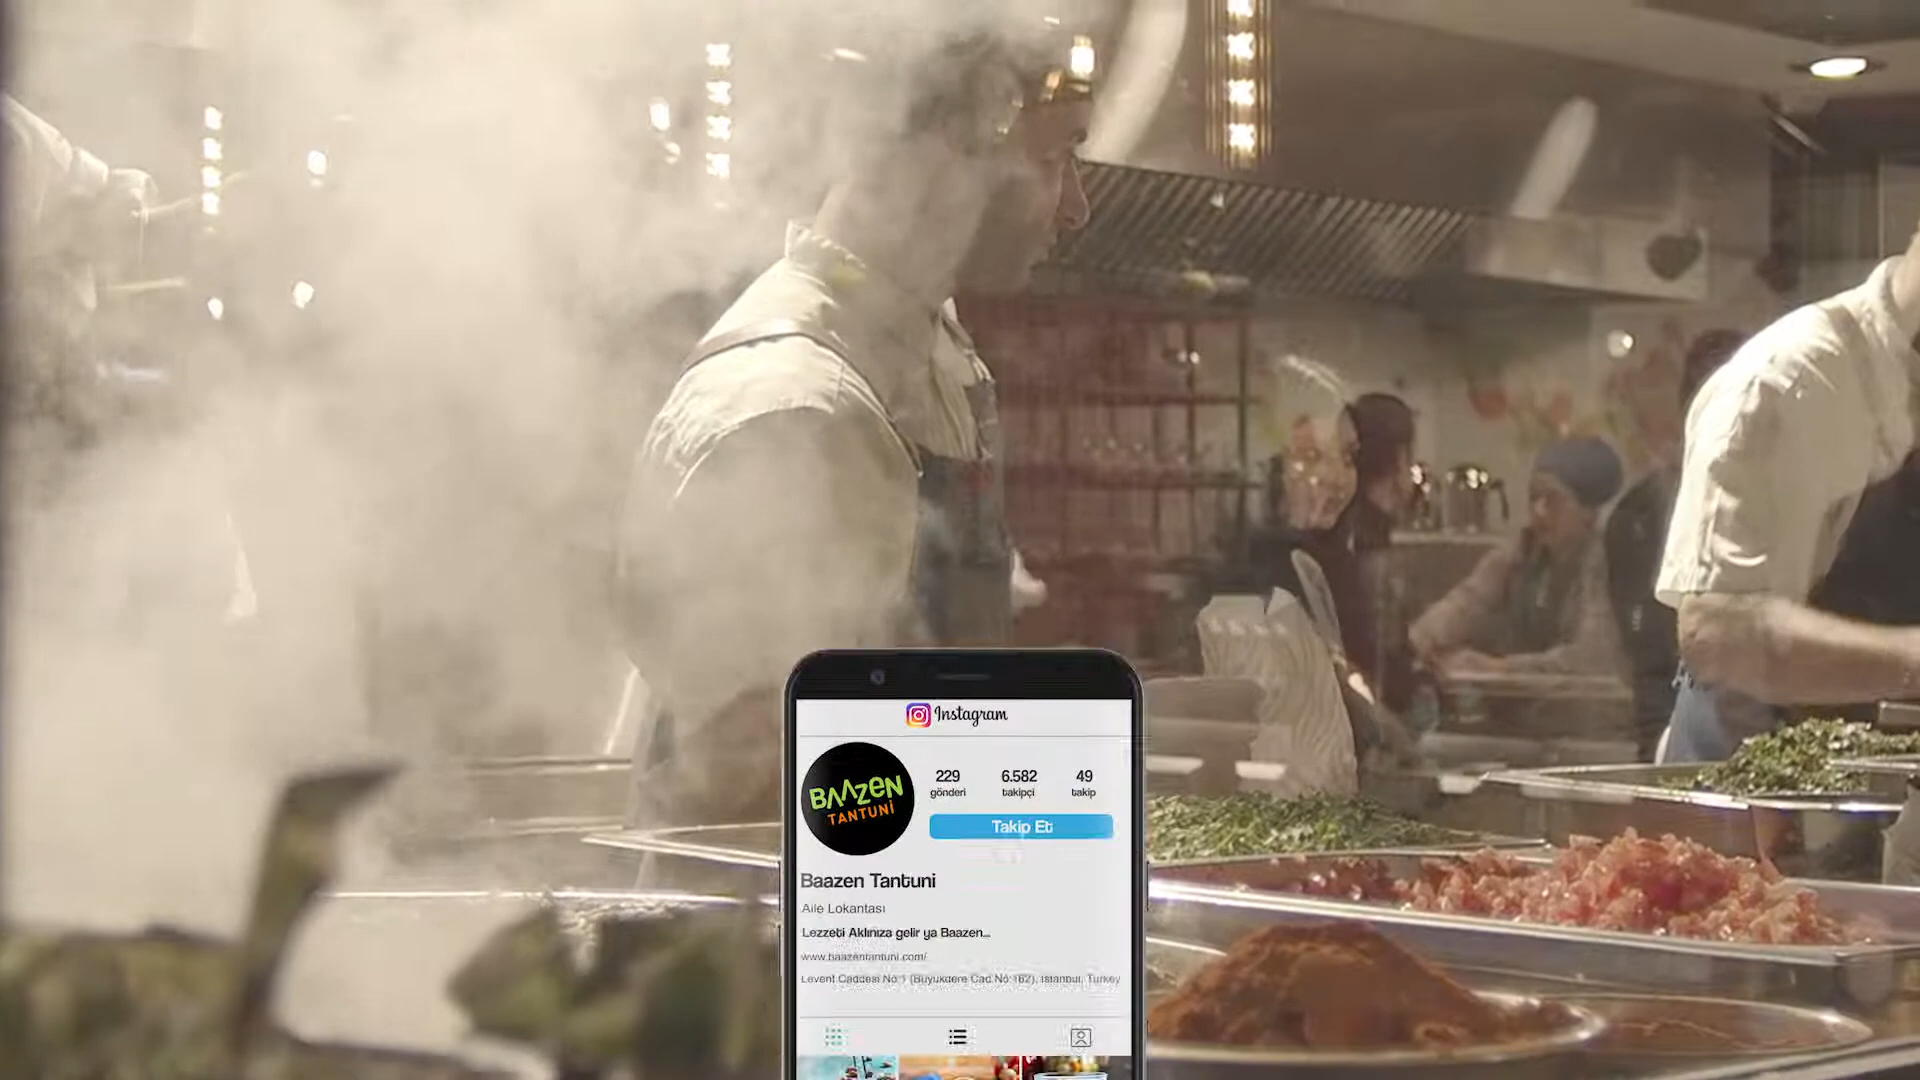 Instagram
BAAZEN
TANTUNİ
229 6.582 49
gönderi takipçi takip
Takip Et
Baazen Tantuni
Aile Lokantası
Lezzeti Aklınıza gelir ya Baazen...
www.baazentantuni.com/
Levent Caddesi No:1 (Büyükdere Cad.No:162), Istanbul, Turkey